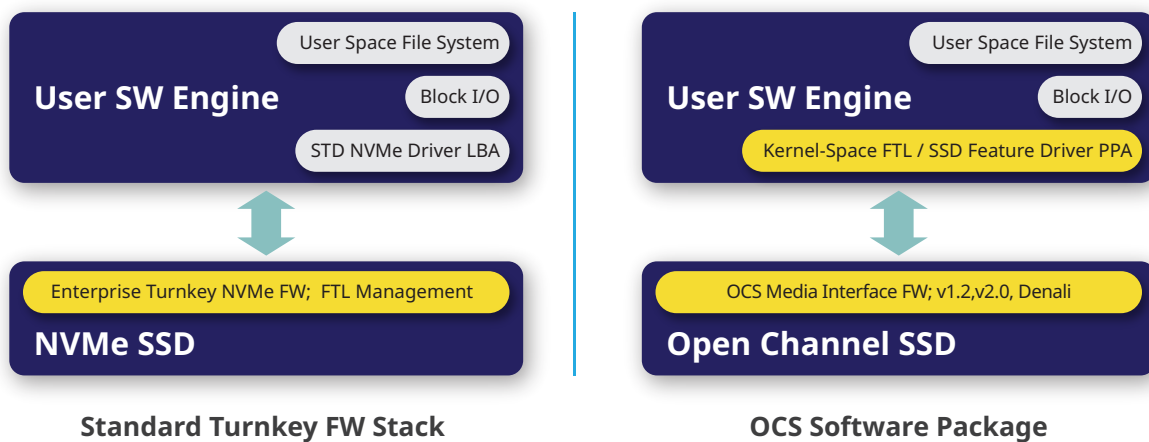 User Space File System
User SW Engine
Block I/O
STD NVMe Driver LBA
Enterprise Turnkey NVMe FW; FTL Management
NVMe SSD
Standard Turnkey FW Stack
User Space File System
User SW Engine
Block I/O
Kernel-Space FTL / SSD Feature Driver PPA
OCS Media Interface FW; v1.2,v2.0, Denali
Open Channel SSD
OCS Software Package